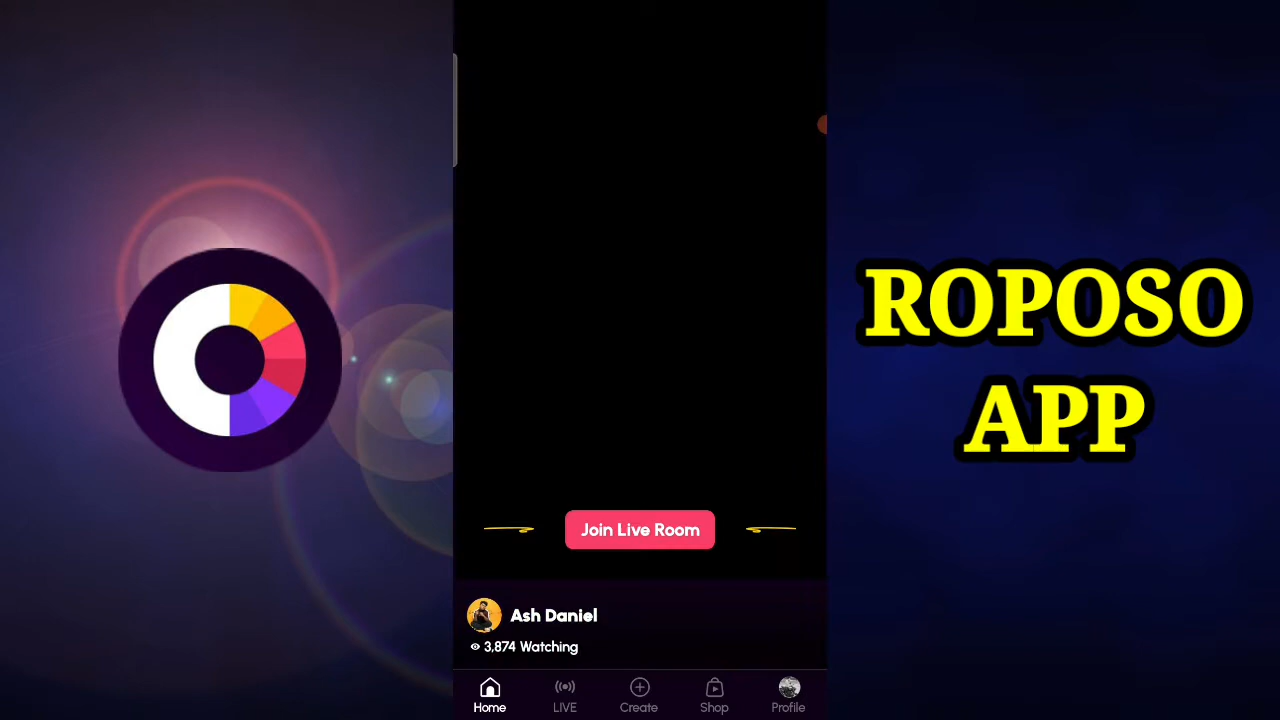 ROPOSO
APP
Join Live Room
Ash Daniel
3,874 Watching
Home
LIVE
Create
Shop
Profile